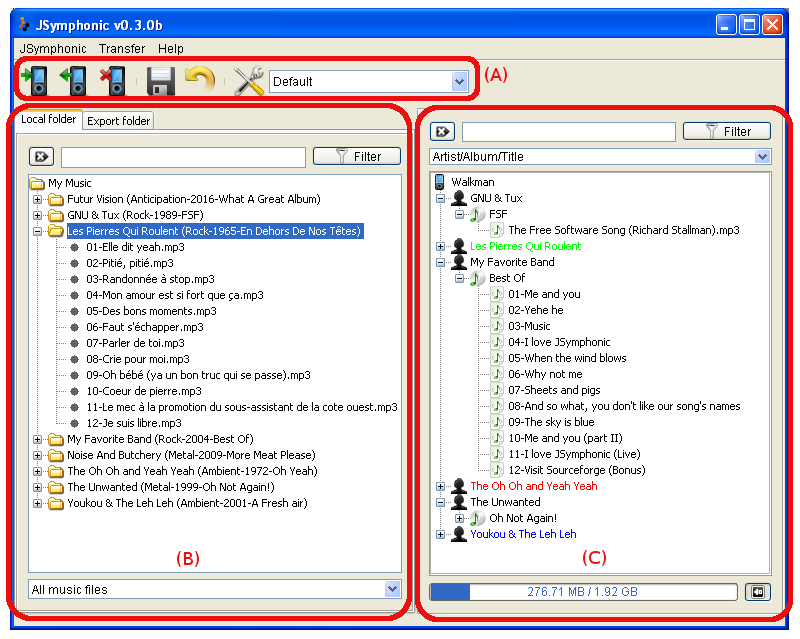 JSymphonic v0.3.0b
JSymphonic Transfer Help
Default
(A)
Local folder
Export folder
Filter
My Music
Futur Vision (Anticipation-2016-What A Great Album)
GNU & Tux (Rock-1989-FSF)
Les Pierres Qui Roulent (Rock-1965-En Dehors De Nos Têtes)
01-Elle dit yeah.mp3
02-Pitié, pitié.mp3
03-Randonnée à stop.mp3
04-Mon amour est si fort que ça.mp3
05-Des bons moments.mp3
06-Faut s'échapper.mp3
07-Parler de toi.mp3
08-Crie pour moi.mp3
09-Oh bébé (ya un bon truc qui se passe).mp3
10-Coeur de pierre.mp3
11-Le mec à la promotion du sous-assistant de la cote ouest.mp3
12-Je suis libre.mp3
My Favorite Band (Rock-2004-Best Of)
Noise And Butchery (Metal-2009-More Meat Please)
The Oh Oh and Yeah Yeah (Ambient-1972-Oh Yeah)
The Unwanted (Metal-1999-Oh Not Again!)
Youkou & The Leh Leh (Ambient-2001-A Fresh air)
(B)
All music files
Filter
Artist/Album/Title
Walkman
GNU & Tux
FSF
The Free Software Song (Richard Stallman).mp3
Les Pierres Qui Roulent
My Favorite Band
Best Of
01-Me and you
02-Yehe he
03-Music
04-I love JSymphonic
05-When the wind blows
06-Why not me
07-Sheets and pigs
08-And so what, you don't like our song's names
09-The sky is blue
10-Me and you (part II)
11-I love JSymphonic (Live)
12-Visit Sourceforge (Bonus)
The Oh Oh and Yeah Yeah
The Unwanted
Oh Not Again!
Youkou & The Leh Leh
(C)
276.71 MB / 1.92 GB